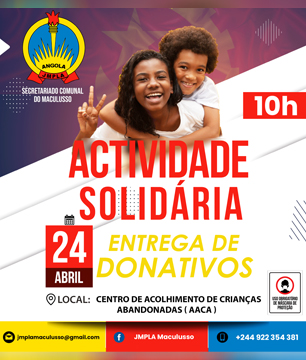 ANGOLA
JMPLA
SECRETARIADO COMUNAL
DO MACULUSSO
10h
ACTIVIDADE
SOLIDÁRIA
24
ABRIL
ENTREGA DE
DONATIVOS
LOCAL: CENTRO DE ACOLHIMENTO DE CRIANÇAS
ABANDONADAS ( AACA )
USO OBRIGATÓRIO
DE MÁSCARA DE
PROTEÇÃO
jmplamaculusso@gmail.com
JMPLA Maculusso
+244 922 354 381